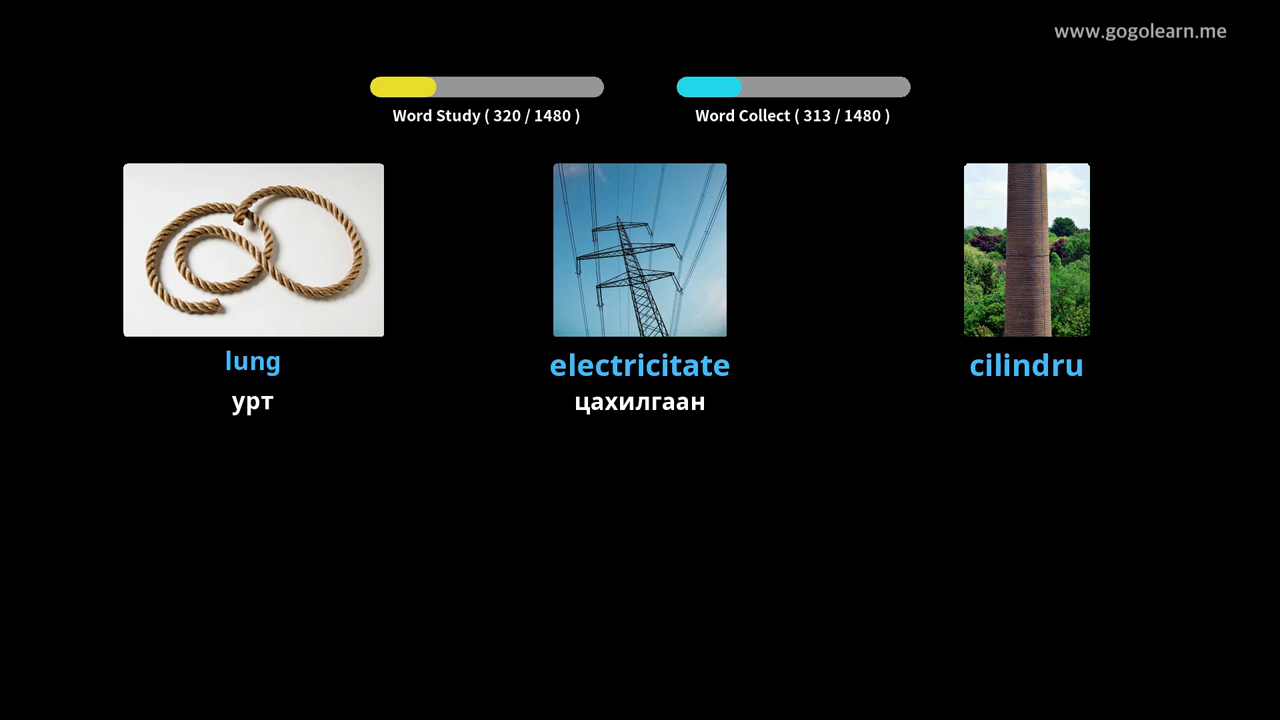 www.gogolearn.me
Word Study ( 320 / 1480 )
Word Collect ( 313 / 1480 )
lung
electricitate
cilindru
урт
цахилгаан